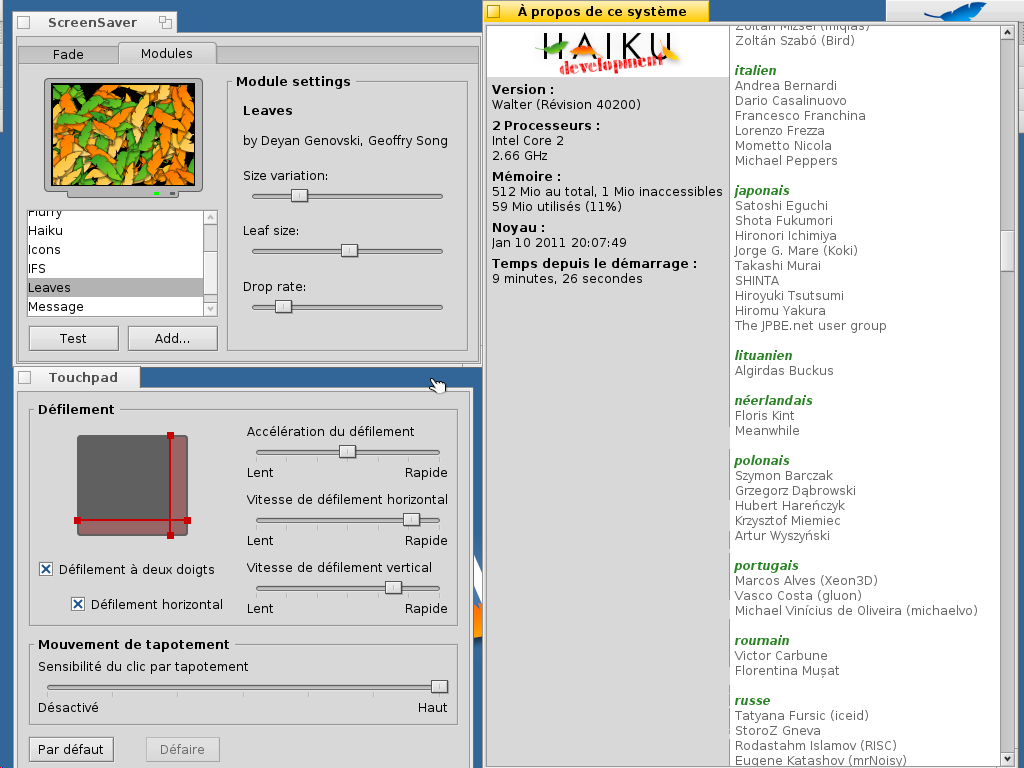 ScreenSaver
Fade
Modules
Module settings
Leaves
by Deyan Genovski, Geoffry Song
Size variation:
Leaf size:
Drop rate:
Flurry
Haiku
Icons
IFS
Leaves
Message
Test
Add...
Touchpad
Défilement
Accélération du défilement
Lent
Rapide
Vitesse de défilement horizontal
Lent
Rapide
Vitesse de défilement vertical
Lent
Rapide
Défilement à deux doigts
Défilement horizontal
Mouvement de tapotement
Sensibilité du clic par tapotement
Désactivé
Haut
Par défaut
Défaire
À propos de ce système
HAIKU
development
Version :
Walter (Révision 40200)
2 Processeurs :
Intel Core 2
2.66 GHz
Mémoire :
512 Mio au total, 1 Mio inaccessibles
59 Mio utilisés (11%)
Noyau :
Jan 10 2011 20:07:49
Temps depuis le démarrage :
9 minutes, 26 secondes
Zoltán Mizsei (miqlas)
Zoltán Szabó (Bird)
italien
Andrea Bernardi
Dario Casalinuovo
Francesco Franchina
Lorenzo Frezza
Mometto Nicola
Michael Peppers
japonais
Satoshi Eguchi
Shota Fukumori
Hironori Ichimiya
Jorge G. Mare (Koki)
Takashi Murai
SHINTA
Hiroyuki Tsutsumi
Hiromu Yakura
The JPBE.net user group
lituanien
Algirdas Buckus
néerlandais
Floris Kint
Meanwhile
polonais
Szymon Barczak
Grzegorz Dąbrowski
Hubert Hareńczyk
Krzysztof Miemiec
Artur Wyszyński
portugais
Marcos Alves (Xeon3D)
Vasco Costa (gluon)
Michael Vinícius de Oliveira (michaelvo)
roumain
Victor Carbune
Florentina Mușat
russe
Tatyana Fursic (iceid)
StoroZ Gneva
Rodastahm Islamov (RISC)
Eugene Katashov (mrNoisy)